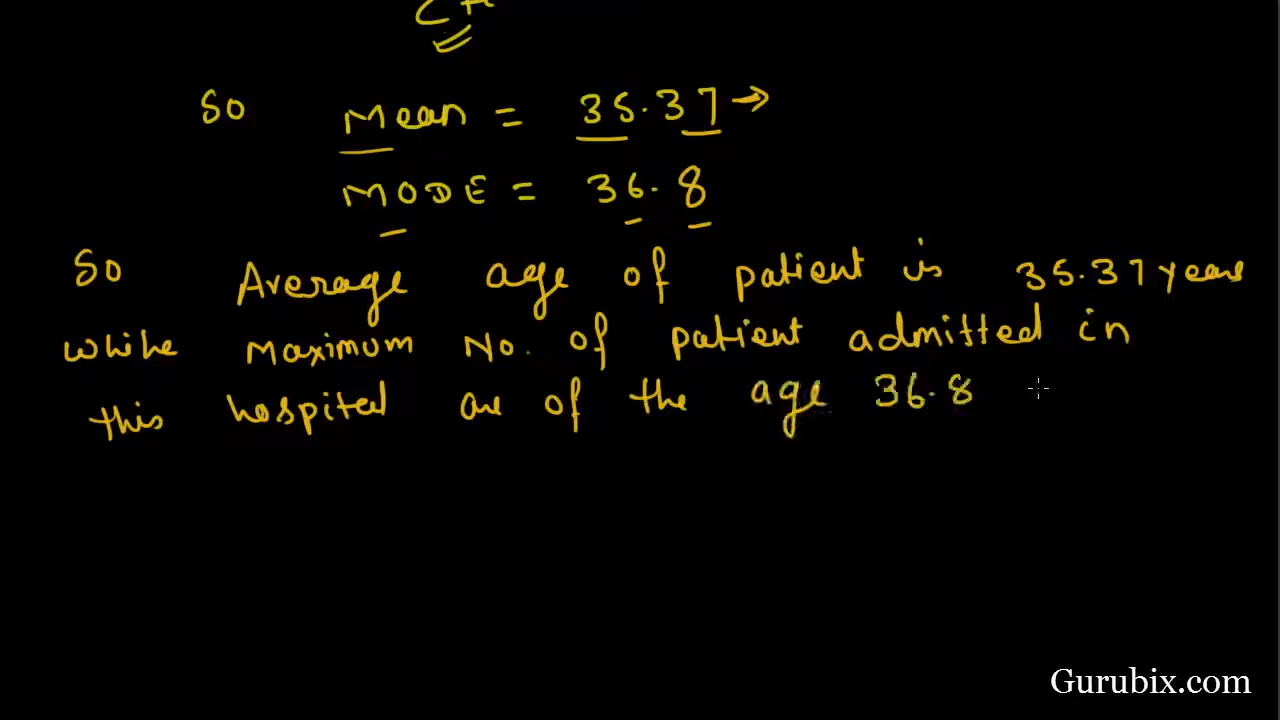 So Mean = 35.37 →
MODE = 36.8
So Average age of patient is 35.37 years
while maximum No. of patient admitted in
this hospital are of the age 36.8
Gurubix.com